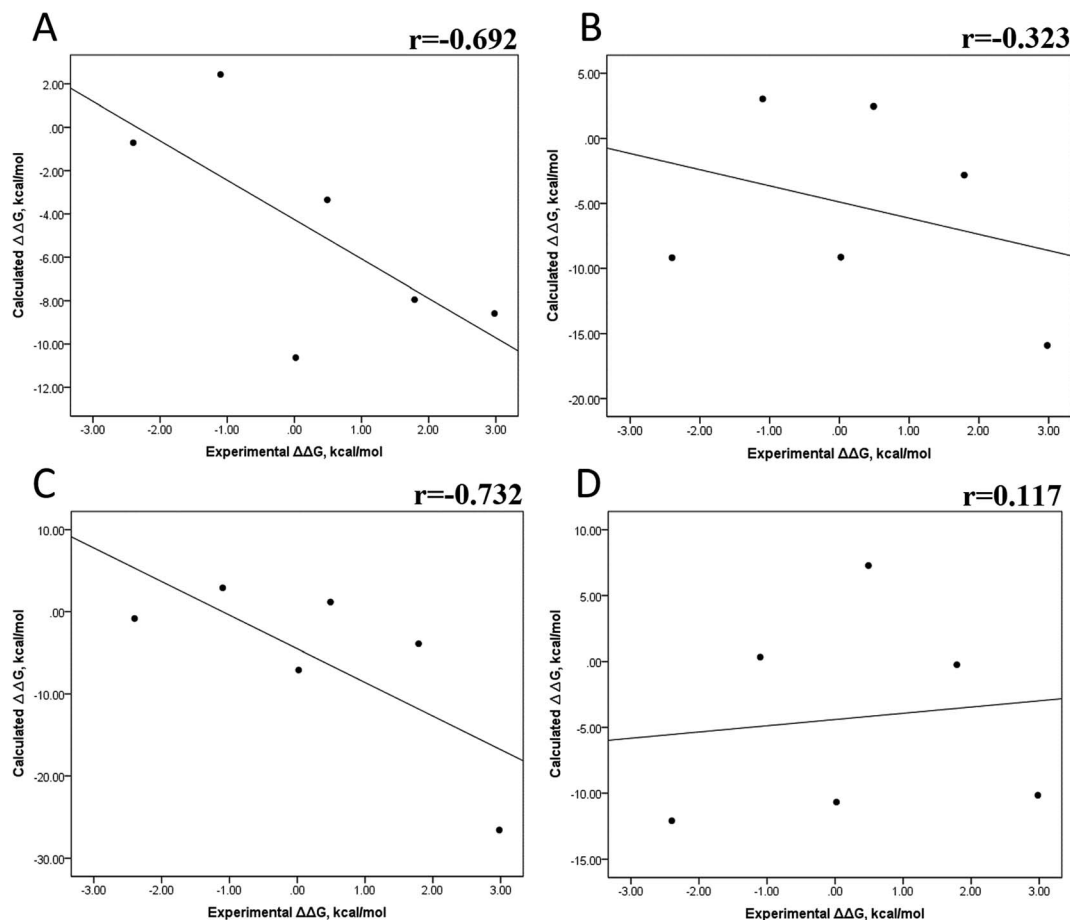 A
r=-0.692
Calculated Δ Δ G, kcal/mol
2.00
.00
-2.00
-4.00
-6.00
-8.00
-10.00
-12.00
-3.00 -2.00 -1.00 .00 1.00 2.00 3.00
Experimental ΔΔG, kcal/mol
B
r=-0.323
Calculated Δ Δ G, kcal/mol
5.00
.00
-5.00
-10.00
-15.00
-20.00
-3.00 -2.00 -1.00 .00 1.00 2.00 3.00
Experimental ΔΔG, kcal/mol
C
r=-0.732
Calculated Δ Δ G, kcal/mol
10.00
.00
-10.00
-20.00
-30.00
-3.00 -2.00 -1.00 .00 1.00 2.00 3.00
Experimental ΔΔG, kcal/mol
D
r=0.117
Calculated Δ Δ G, kcal/mol
10.00
5.00
.00
-5.00
-10.00
-15.00
-3.00 -2.00 -1.00 .00 1.00 2.00 3.00
Experimental ΔΔG, kcal/mol